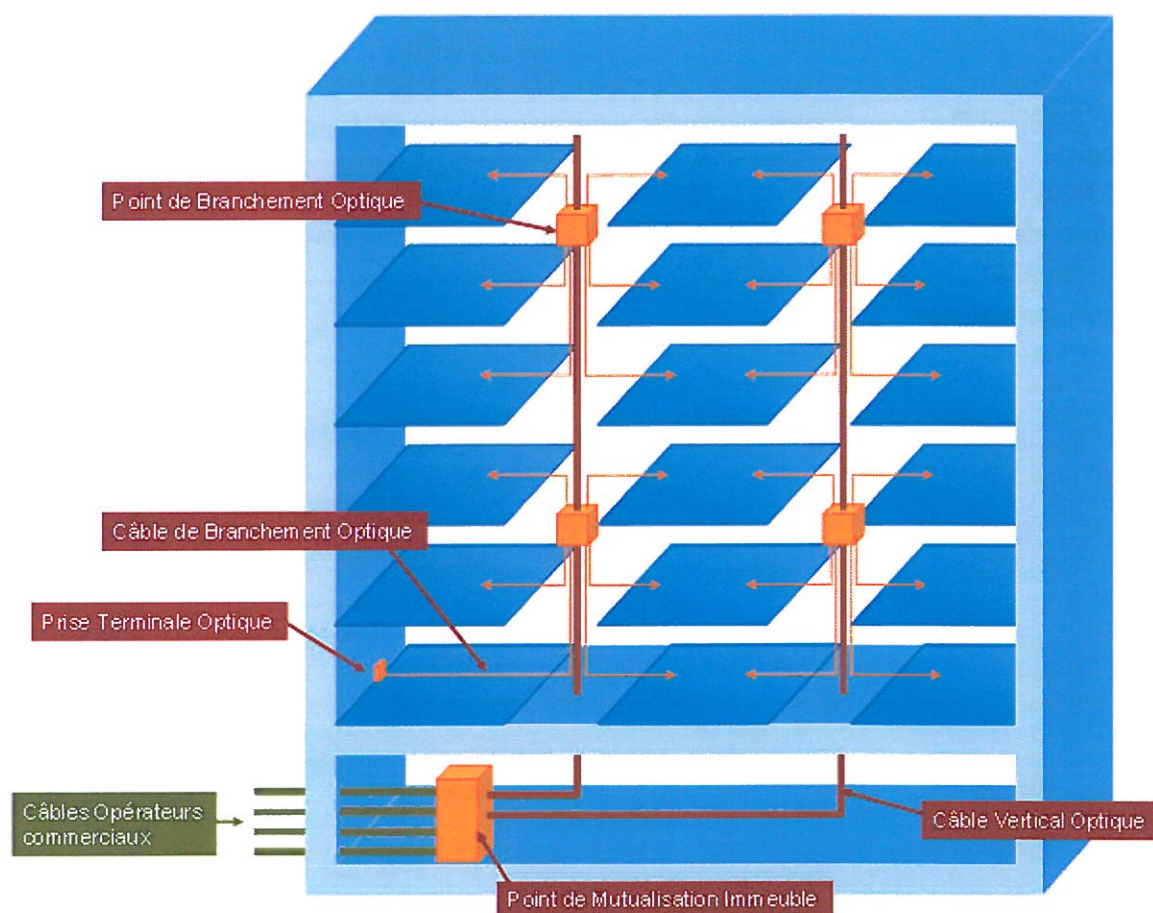 Point de Branchement Optique
Câble de Branchement Optique
Prise Terminale Optique
Câbles Opérateurs
commerciaux
Câble Vertical Optique
Point de Mutualisation Immeuble